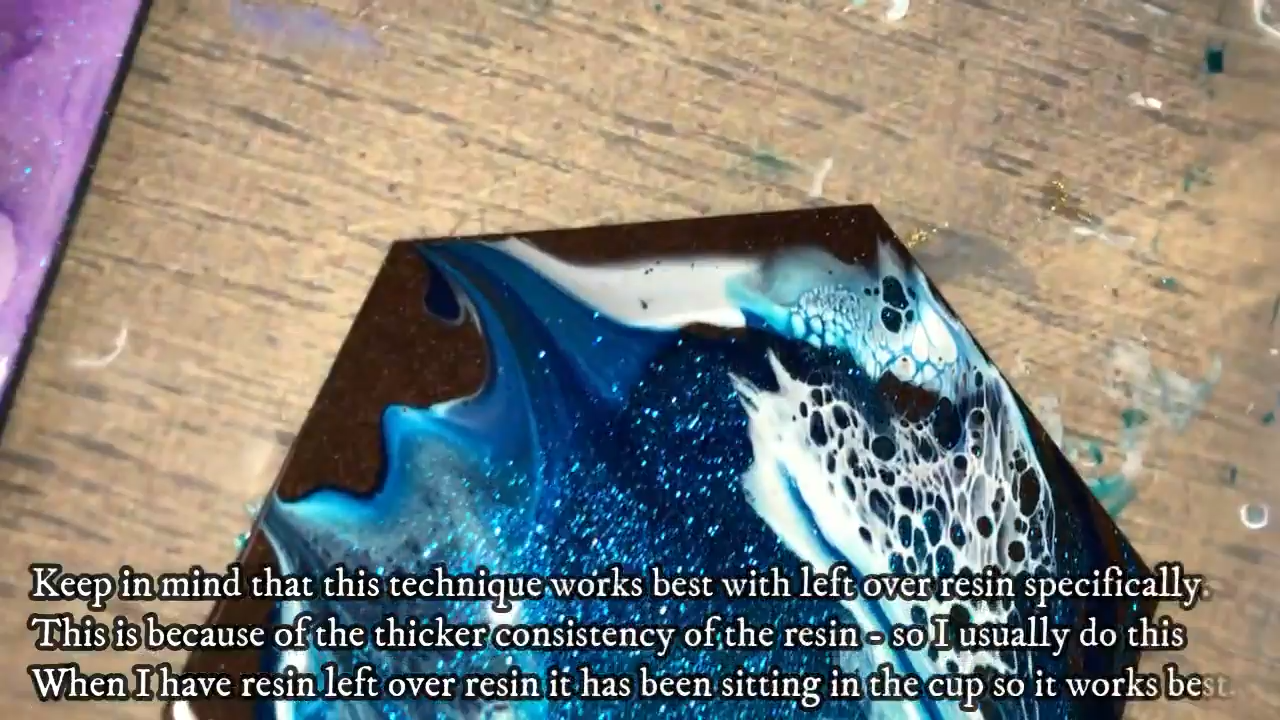 Keep in mind that this technique works best with left over resin specifically.
This is because of the thicker consistency of the resin - so I usually do this
When I have resin left over resin it has been sitting in the cup so it works best.